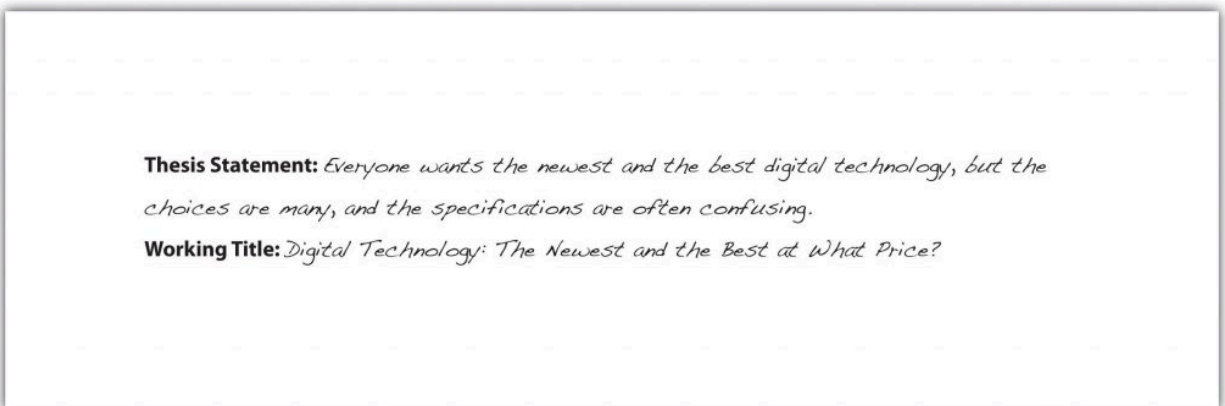 Thesis Statement: Everyone wants the newest and the best digital technology, but the
choices are many, and the specifications are often confusing.
Working Title: Digital Technology: The Newest and the Best at What Price?